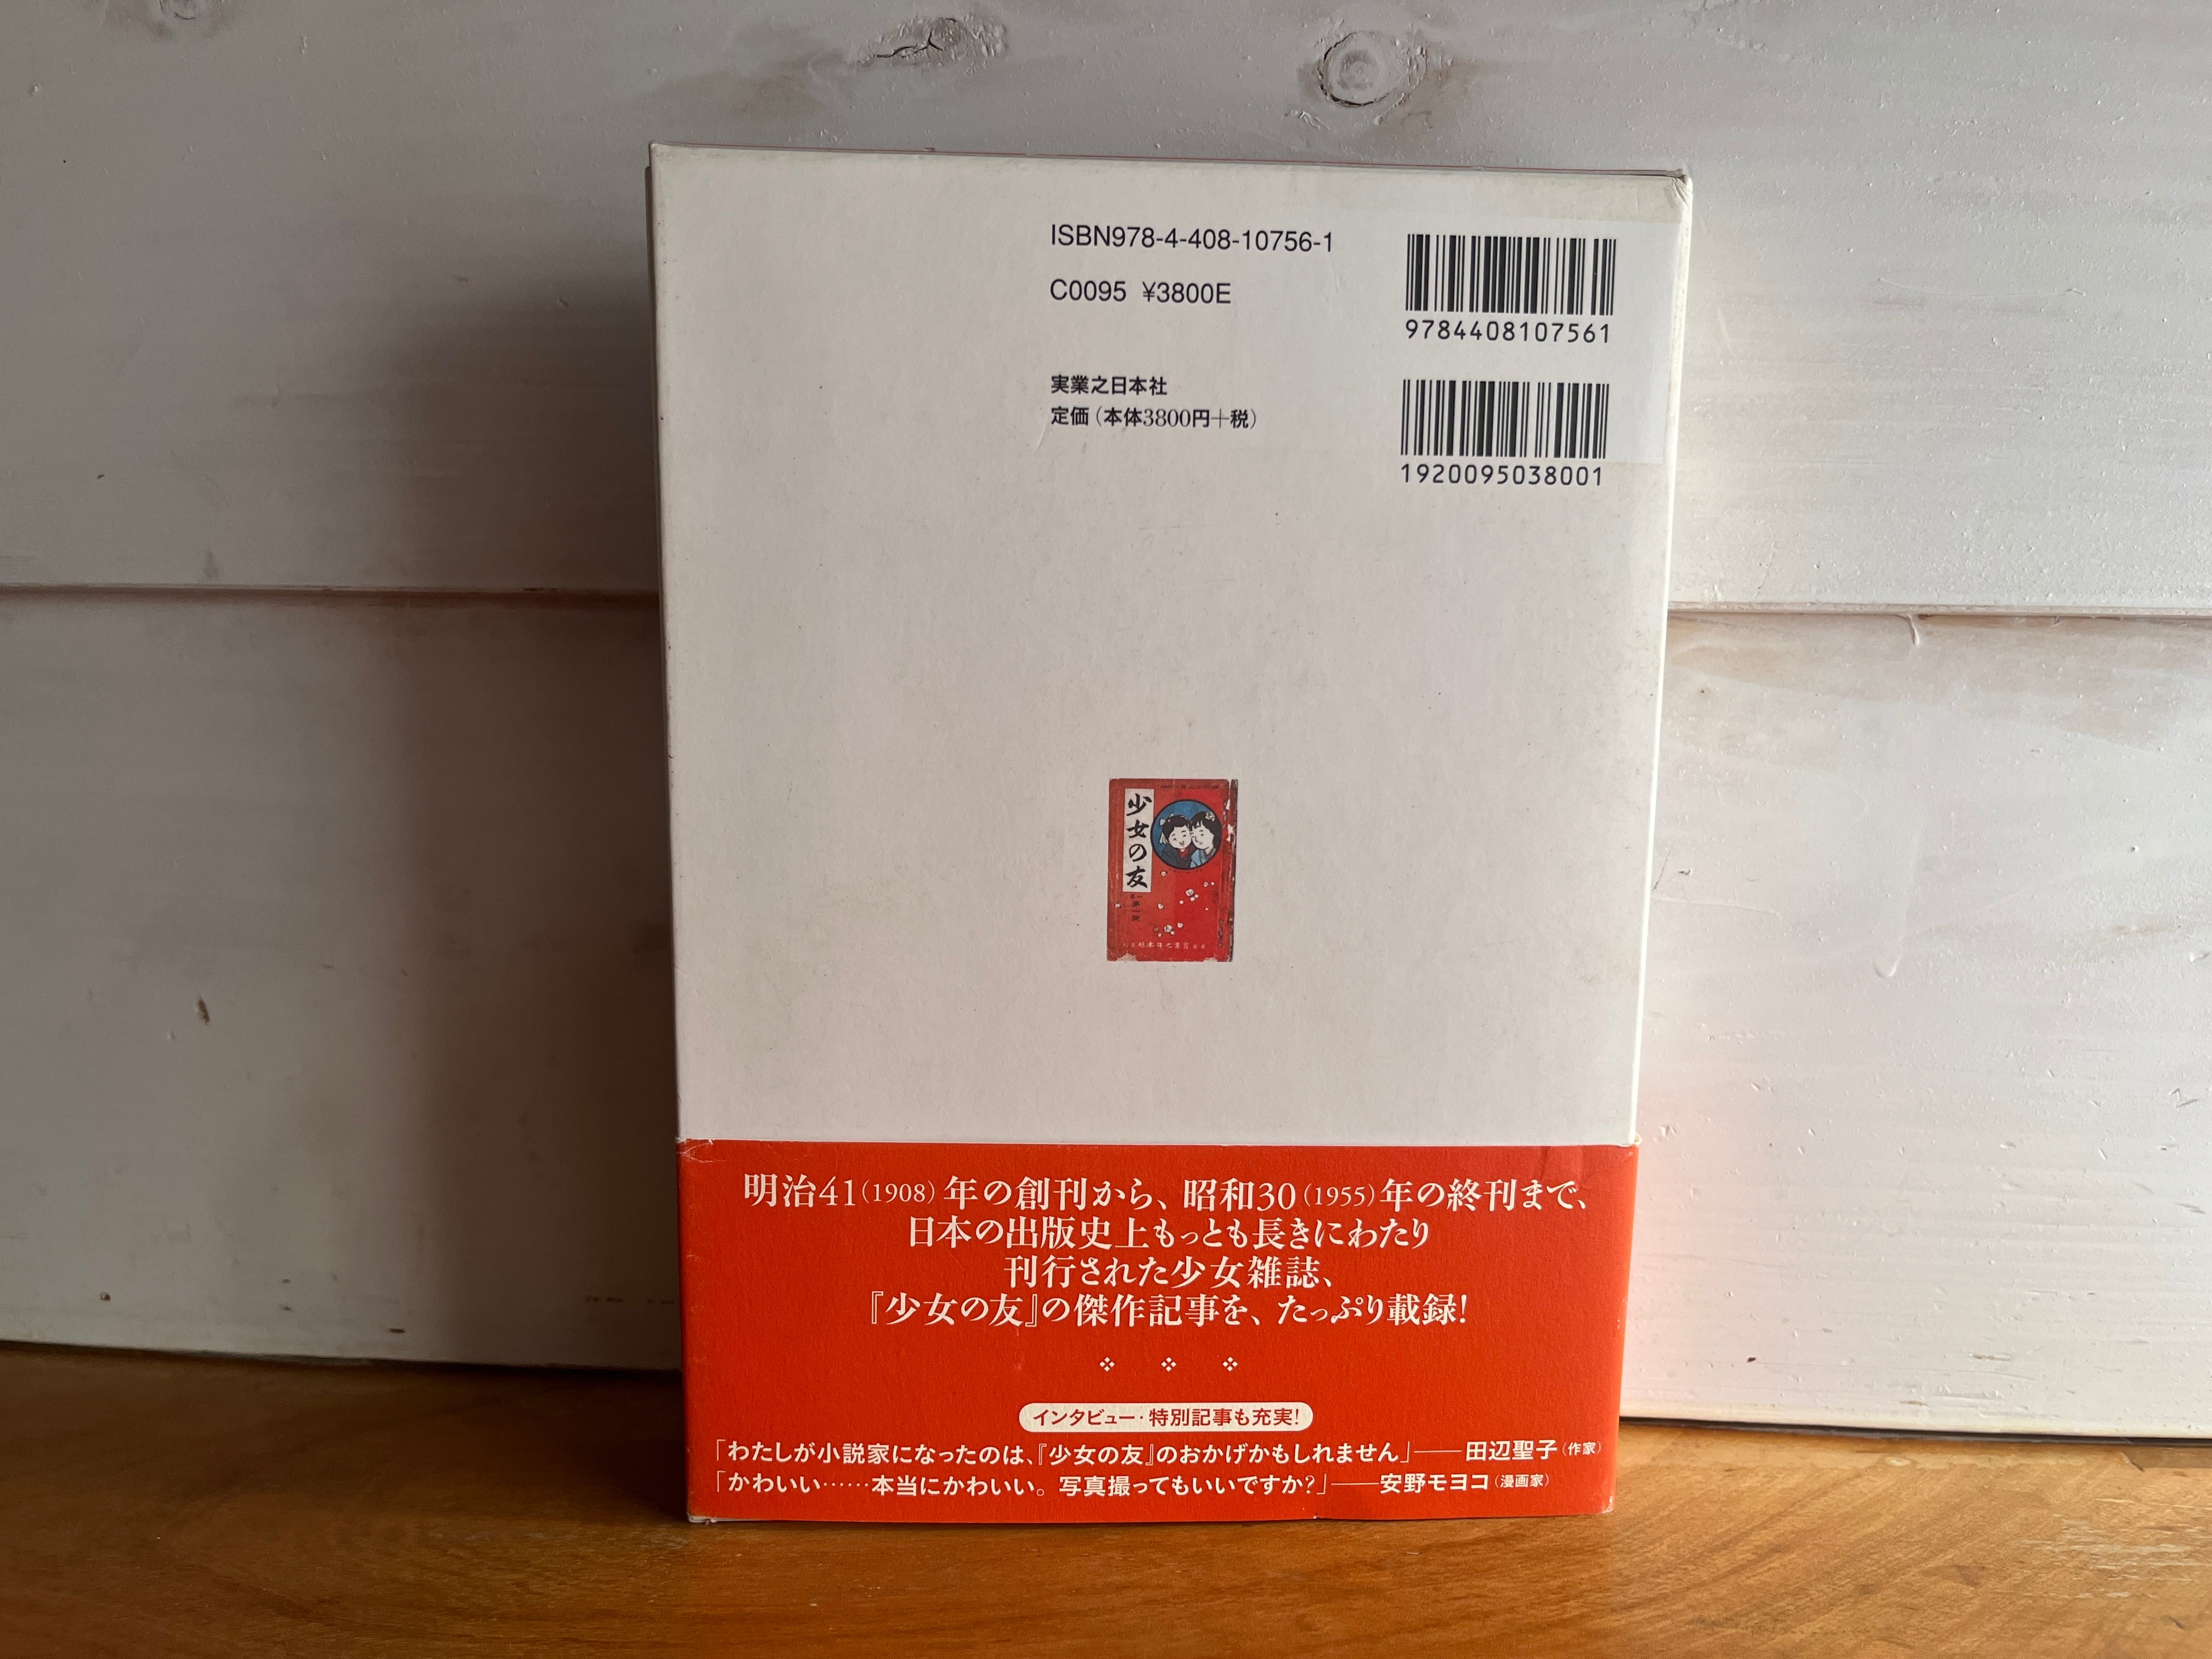 ISBN978-4-408-10756-1
C0095 ¥3800E
9784408107561
実業之日本社
定価(本体3800円+税)
1920095038001
少女の友
明治41(1908)年の創刊から、昭和30(1955)年の終刊まで、
日本の出版史上もっとも長きにわたり
刊行された少女雑誌、
『少女の友』の傑作記事を、たっぷり載録!
インタビュー・特別記事も充実!
「わたしが小説家になったのは、『少女の友』のおかげかもしれません」——田辺聖子(作家)
「かわいい……本当にかわいい。写真撮ってもいいですか?」——安野モヨコ(漫画家)